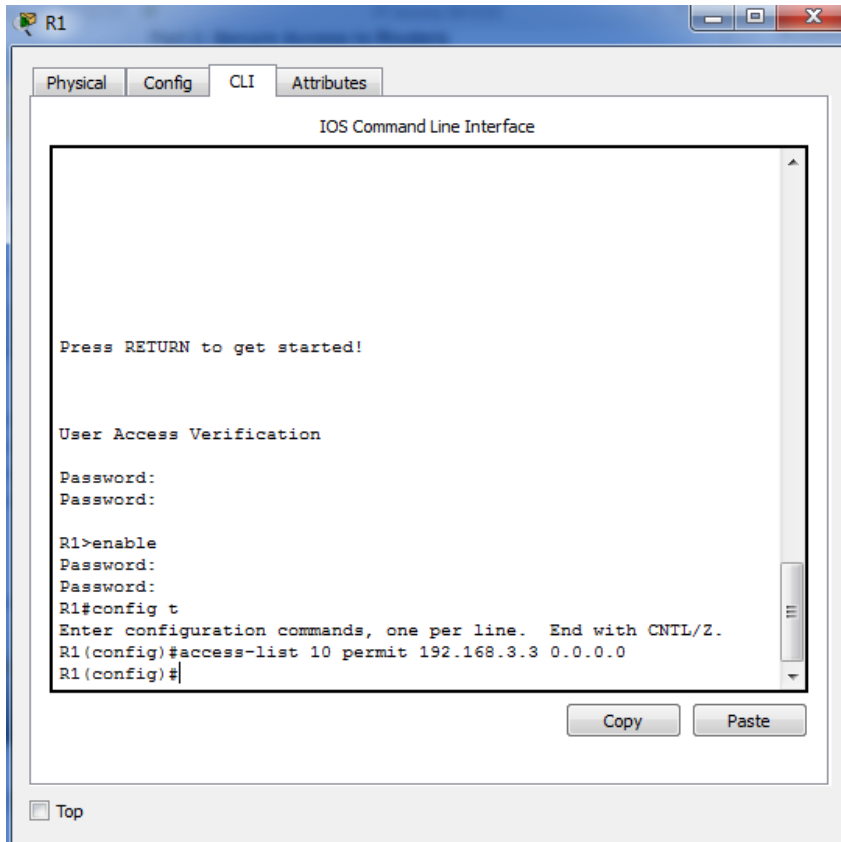 R1
Physical Config CLI Attributes
IOS Command Line Interface
Press RETURN to get started!
User Access Verification
Password:
Password:
R1>enable
Password:
Password:
R1#config t
Enter configuration commands, one per line.  End with CNTL/Z.
R1(config)#access-list 10 permit 192.168.3.3 0.0.0.0
R1(config)#
Copy Paste
Top